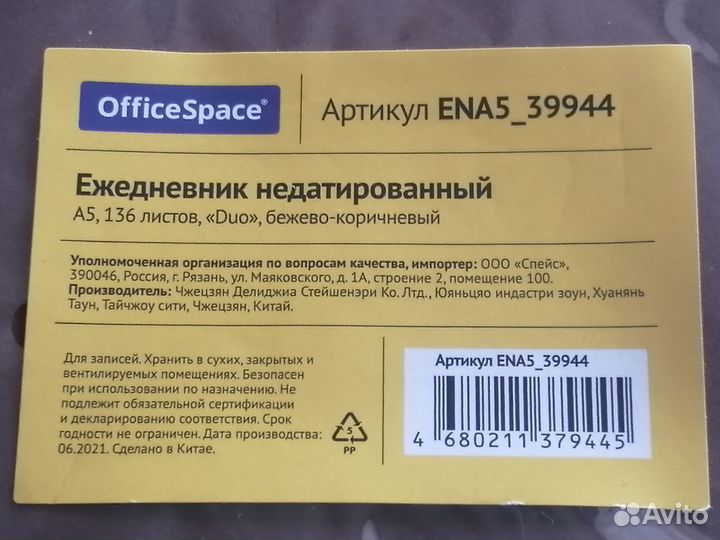 OfficeSpace®
Артикул ENA5_39944
Ежедневник недатированный
А5, 136 листов, «Duo», бежево-коричневый
Уполномоченная организация по вопросам качества, импортер: ООО «Спейс»,
390046, Россия, г. Рязань, ул. Маяковского, д. 1А, строение 2, помещение 100.
Производитель: Чжецзян Делиджиа Стейшенэри Ко. Лтд., Юяньцяо индастри зоун, Хуанянь
Таун, Тайчжоу сити, Чжецзян, Китай.
Для записей. Хранить в сухих, закрытых и
вентилируемых помещениях. Безопасен
при использовании по назначению. Не
подлежит обязательной сертификации
и декларированию соответствия. Срок
годности не ограничен. Дата производства:
06.2021. Сделано в Китае.
5
PP
Артикул ENA5_39944
4 680211 379445
Avito